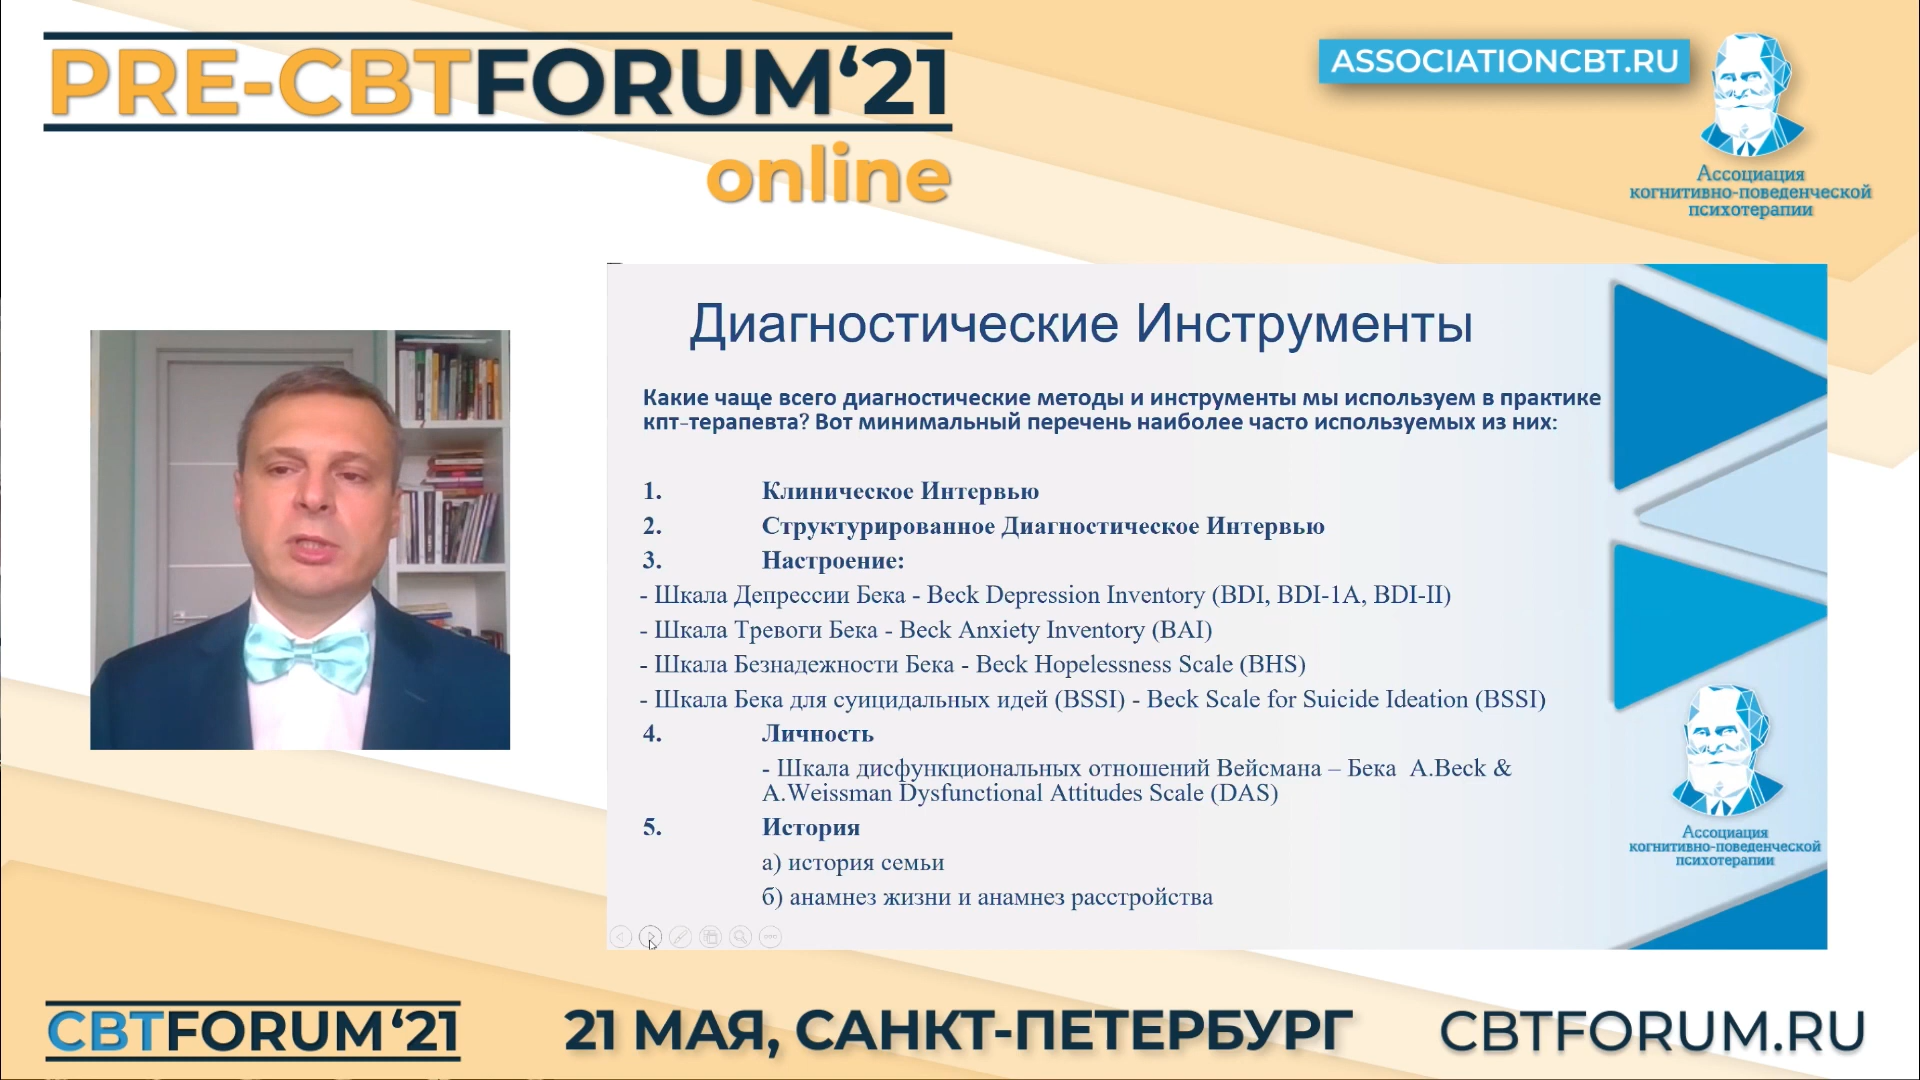 PRE-CBTFORUM‘21
online
ASSOCIATIONCBT.RU
Ассоциация
когнитивно-поведенческой
психотерапии
Диагностические Инструменты
Какие чаще всего диагностические методы и инструменты мы используем в практике
кпт-терапевта? Вот минимальный перечень наиболее часто используемых из них:
1. Клиническое Интервью
2. Структурированное Диагностическое Интервью
3. Настроение:
- Шкала Депрессии Бека - Beck Depression Inventory (BDI, BDI-1A, BDI-II)
- Шкала Тревоги Бека - Beck Anxiety Inventory (BAI)
- Шкала Безнадежности Бека - Beck Hopelessness Scale (BHS)
- Шкала Бека для суицидальных идей (BSSI) - Beck Scale for Suicide Ideation (BSSI)
4. Личность
- Шкала дисфункциональных отношений Вейсмана – Бека A.Beck &
A.Weissman Dysfunctional Attitudes Scale (DAS)
5. История
а) история семьи
б) анамнез жизни и анамнез расстройства
Ассоциация
когнитивно-поведенческой
психотерапии
CBTFORUM‘21
21 МАЯ, САНКТ-ПЕТЕРБУРГ
CBTFORUM.RU